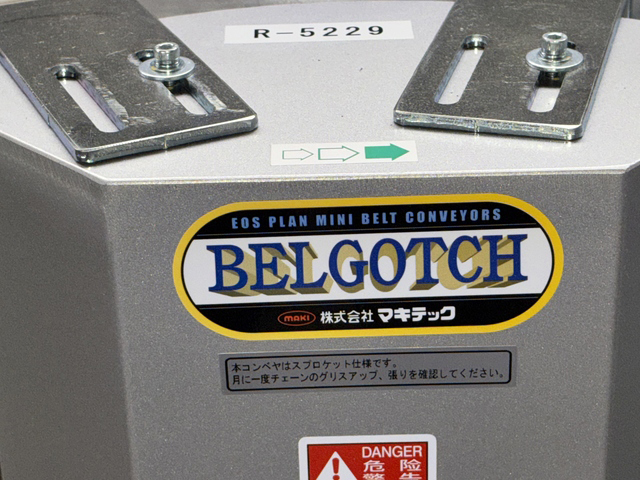 R-5229
EOS PLAN MINI BELT CONVEYORS
BELGOTCH
maki 株式会社 マキテック
本コンベヤはスプロケット仕様です。
月に一度チェーンのグリスアップ、張りを確認してください。
DANGER
危 险
警 告